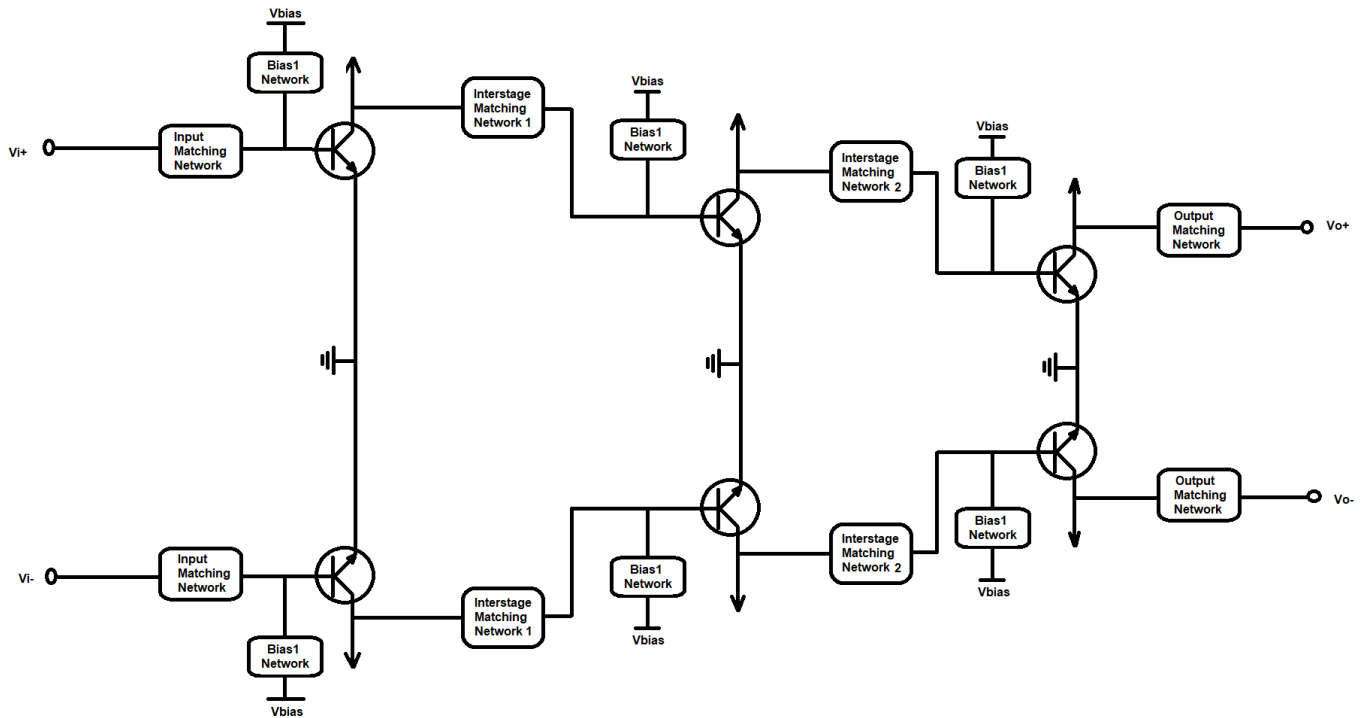 Vbias
Bias1
Network
Interstage
Matching
Network 1
Vbias
Bias1
Network
Vbias
Bias1
Network
Interstage
Matching
Network 2
Input
Matching
Network
Vi+
Output
Matching
Network
Vo+
Input
Matching
Network
Vi-
Bias1
Network
Vbias
Interstage
Matching
Network 1
Bias1
Network
Vbias
Interstage
Matching
Network 2
Bias1
Network
Vbias
Output
Matching
Network
Vo-